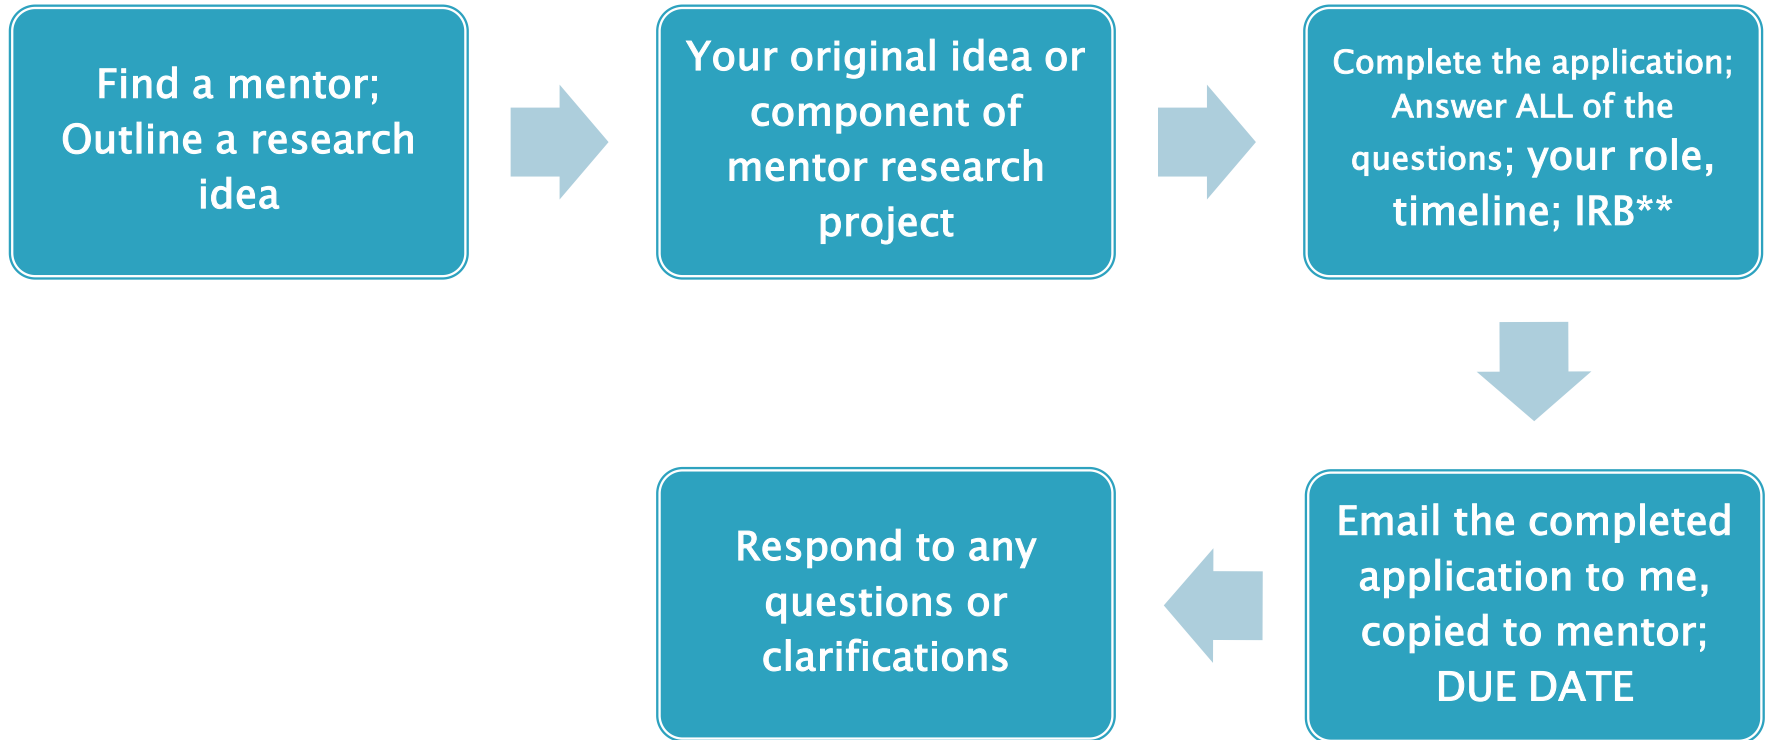 Find a mentor;
Outline a research
idea
Your original idea or
component of
mentor research
project
Complete the application;
Answer ALL of the
questions; your role,
timeline; IRB**
Email the completed
application to me,
copied to mentor;
DUE DATE
Respond to any
questions or
clarifications